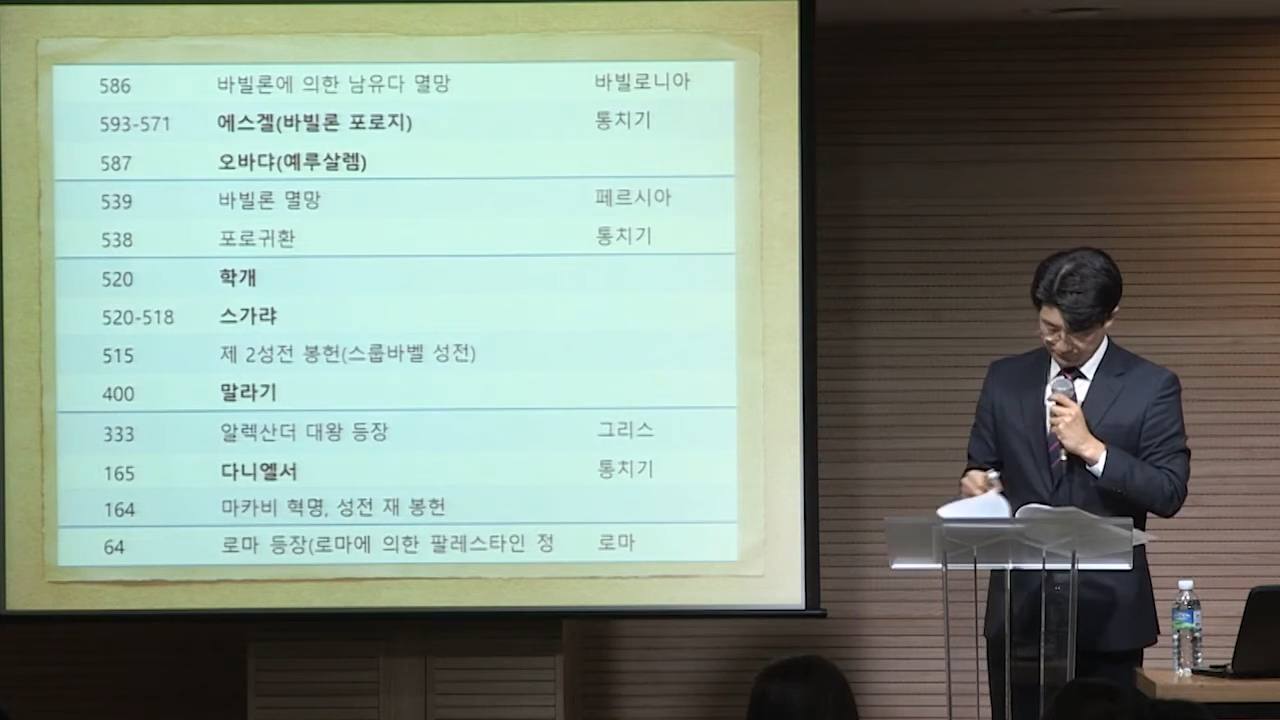 586 바빌론에 의한 남유다 멸망 바빌로니아
593-571 에스겔(바빌론 포로지) 통치기
587 오바댜(예루살렘)
539 바빌론 멸망 페르시아
538 포로귀환 통치기
520 학개
520-518 스가랴
515 제 2성전 봉헌(스룹바벨 성전)
400 말라기
333 알렉산더 대왕 등장 그리스
165 다니엘서 통치기
164 마카비 혁명, 성전 재 봉헌
64 로마 등장(로마에 의한 팔레스타인 정 로마